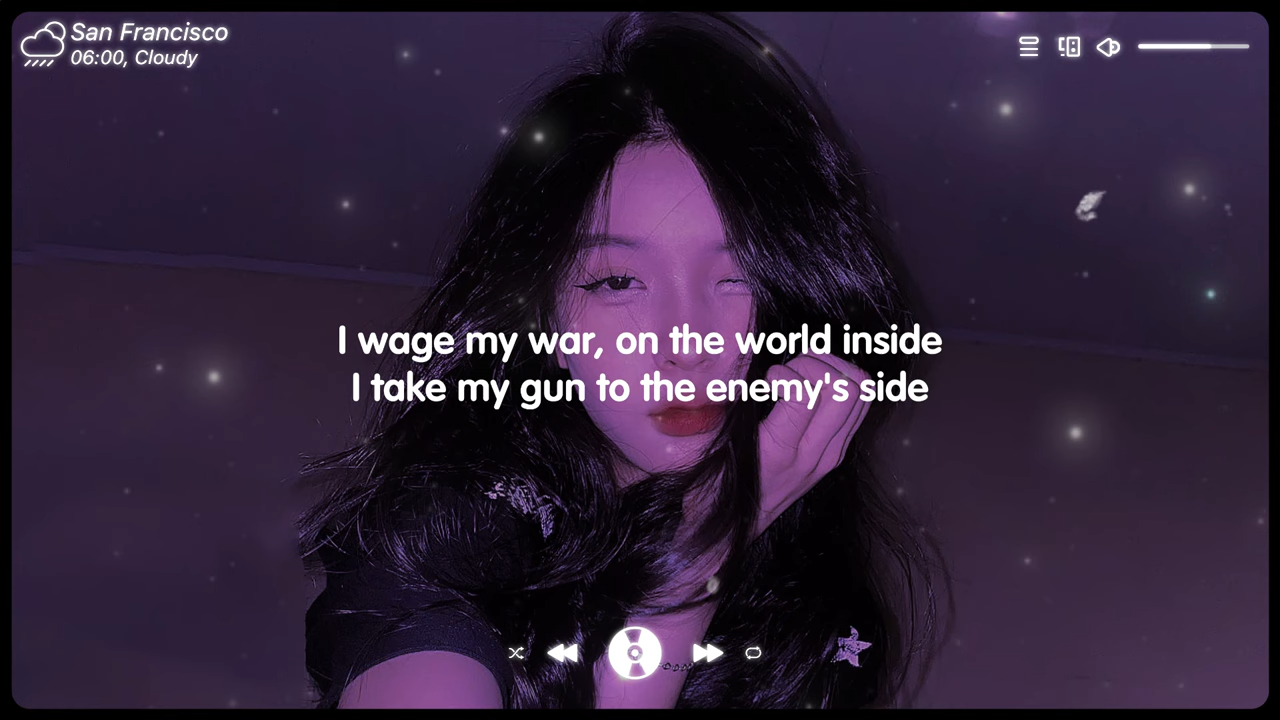 San Francisco
06:00, Cloudy
I wage my war, on the world inside
I take my gun to the enemy's side